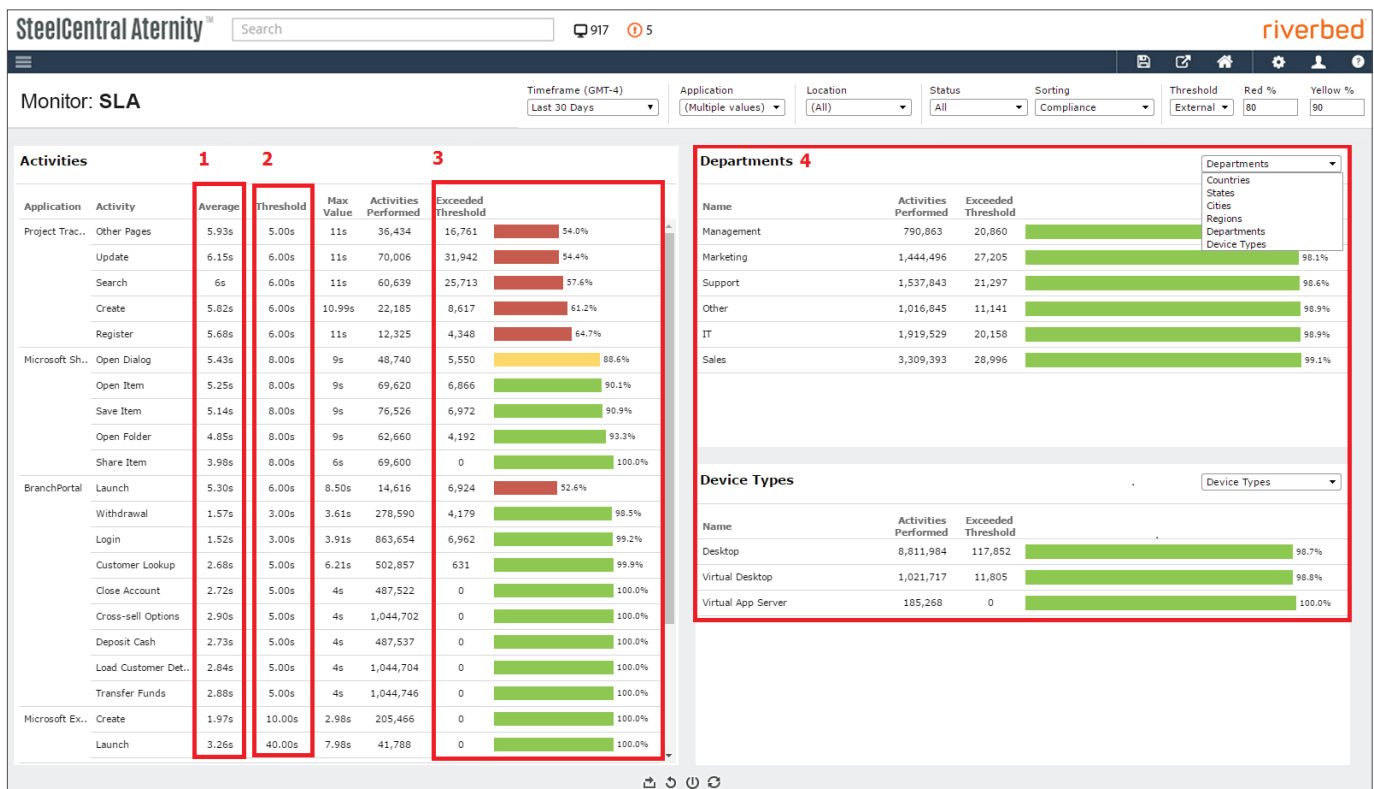 SteelCentral Aternity™ Search 917 5 riverbed
Monitor: SLA
Timeframe (GMT-4) Application Location Status Sorting Threshold Red % Yellow %
Last 30 Days (Multiple values) (All) All Compliance External 80 90
Activities 1 2 3
Application Activity Average Threshold Max Value Activities Performed Exceeded Threshold
Project Trac.. Other Pages 5.93s 5.00s 11s 36,434 16,761 54.0%
Update 6.15s 6.00s 11s 70,006 31,942 54.4%
Search 6s 6.00s 11s 60,639 25,713 57.6%
Create 5.82s 6.00s 10.99s 22,185 8,617 61.2%
Register 5.68s 6.00s 11s 12,325 4,348 64.7%
Microsoft Sh.. Open Dialog 5.43s 8.00s 9s 48,740 5,550 88.6%
Open Item 5.25s 8.00s 9s 69,620 6,866 90.1%
Save Item 5.14s 8.00s 9s 76,526 6,972 90.9%
Open Folder 4.85s 8.00s 9s 62,660 4,192 93.3%
Share Item 3.98s 8.00s 6s 69,600 0 100.0%
BranchPortal Launch 5.30s 6.00s 8.50s 14,616 6,924 52.6%
Withdrawal 1.57s 3.00s 3.61s 278,590 4,179 98.5%
Login 1.52s 3.00s 3.91s 863,654 6,962 99.2%
Customer Lookup 2.68s 5.00s 6.21s 502,857 631 99.9%
Close Account 2.72s 5.00s 4s 487,522 0 100.0%
Cross-sell Options 2.90s 5.00s 4s 1,044,702 0 100.0%
Deposit Cash 2.73s 5.00s 4s 487,537 0 100.0%
Load Customer Det.. 2.84s 5.00s 4s 1,044,704 0 100.0%
Transfer Funds 2.88s 5.00s 4s 1,044,746 0 100.0%
Microsoft Ex.. Create 1.97s 10.00s 2.98s 205,466 0 100.0%
Launch 3.26s 40.00s 7.98s 41,788 0 100.0%
Departments 4 Departments
Countries
States
Cities
Regions
Departments
Device Types
Name Activities Performed Exceeded Threshold
Management 790,863 20,860
Marketing 1,444,496 27,205 98.1%
Support 1,537,843 21,297 98.6%
Other 1,016,845 11,141 98.9%
IT 1,919,529 20,158 98.9%
Sales 3,309,393 28,996 99.1%
Device Types Device Types
Name Activities Performed Exceeded Threshold
Desktop 8,811,984 117,852 98.7%
Virtual Desktop 1,021,717 11,805 98.8%
Virtual App Server 185,268 0 100.0%